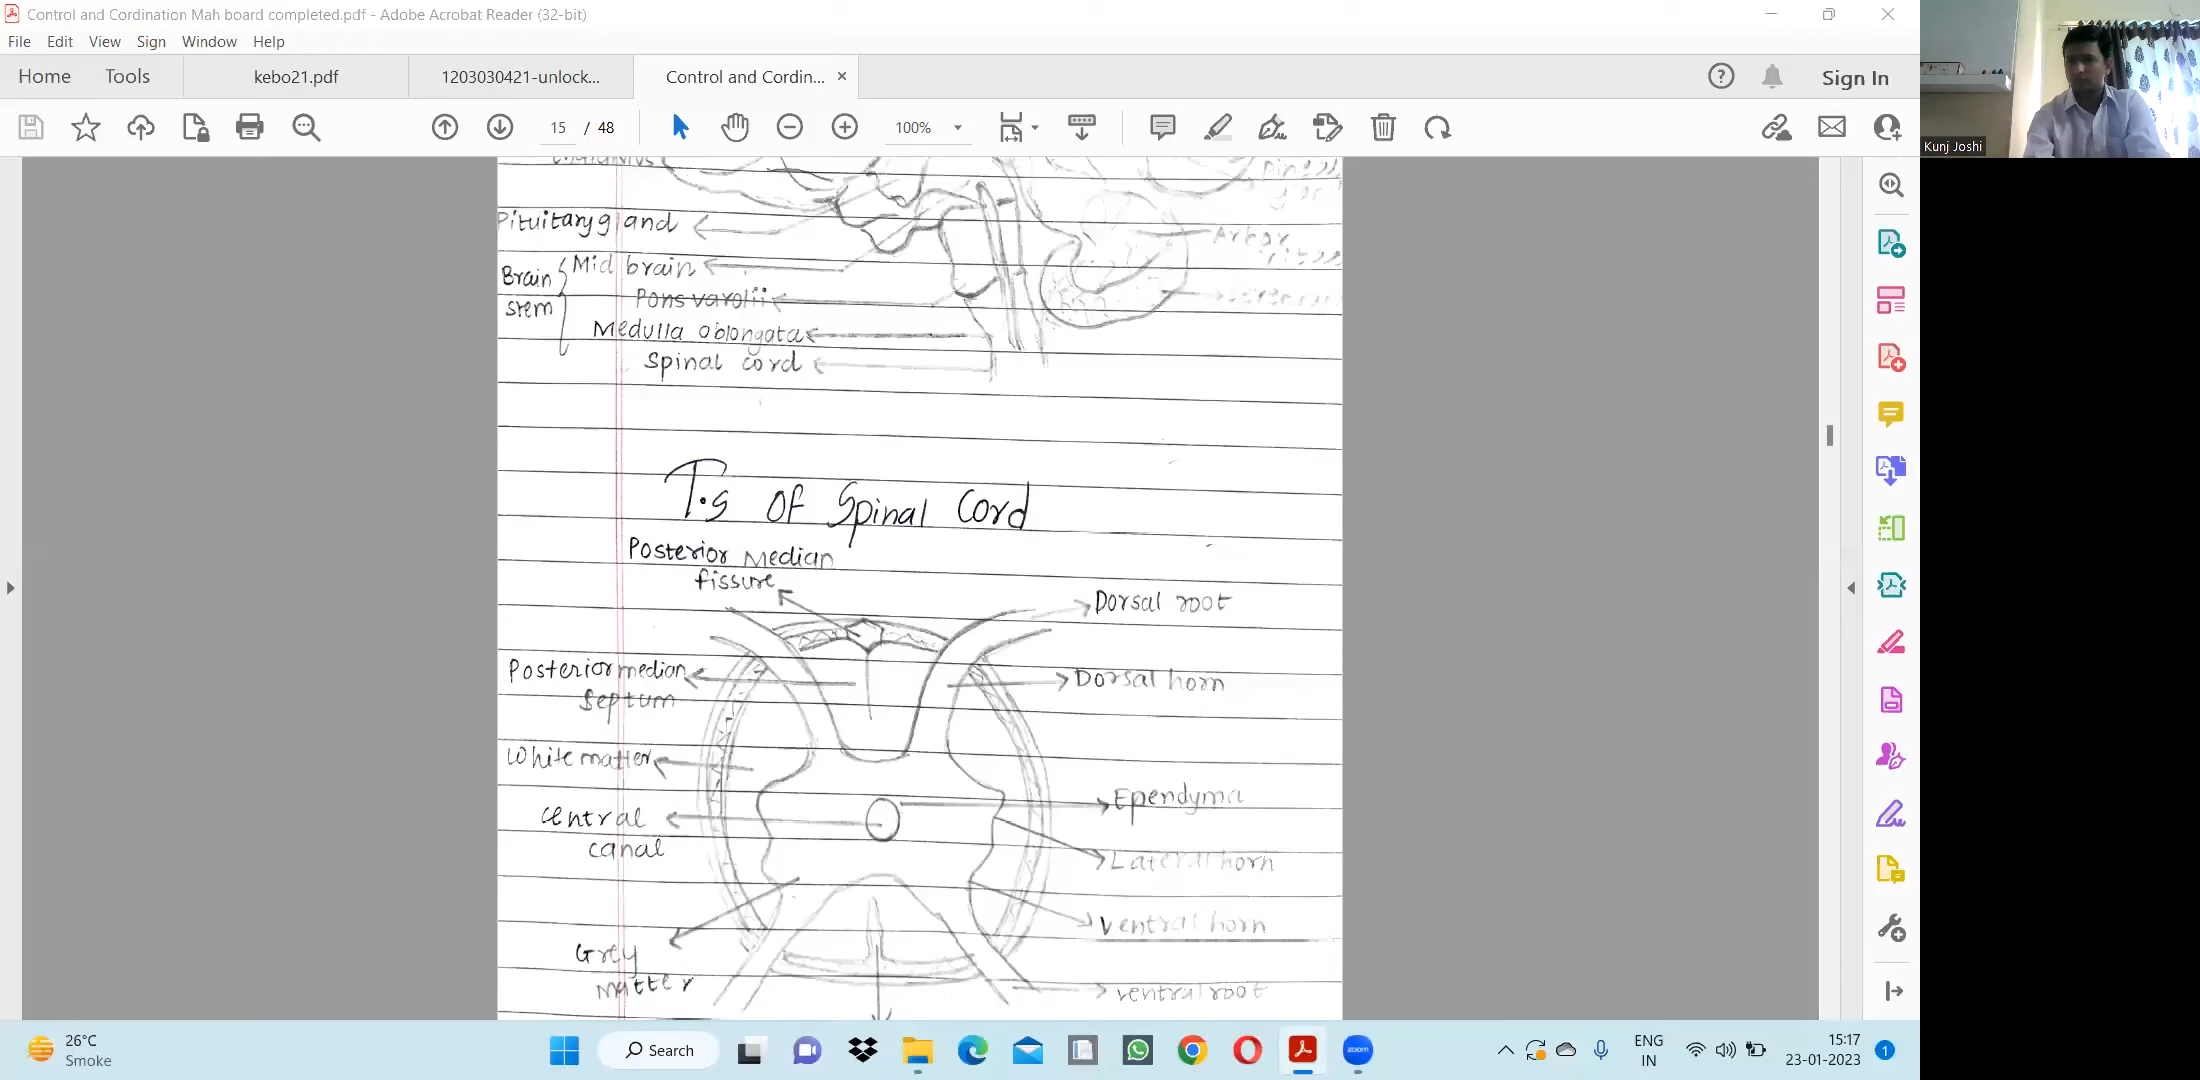 Control and Cordination Mah board completed.pdf - Adobe Acrobat Reader (32-bit)
File Edit View Sign Window Help
Home Tools kebo21.pdf 1203030421-unlock... Control and Cordin... Sign In
15 / 48 100%
Kunj Joshi
Pituitary gland
Arbor
Brain stem
Mid brain
Pons varolii
Medulla oblongata
Spinal cord
T.s OF Spinal Cord
Posterior Median
fissure
Dorsal root
Posterior median
septum
Dorsal horn
White matter
Ependyma
central
canal
Lateral horn
Ventral horn
Grey
matter
ventral root
26°C
Smoke
Search
zoom
ENG
IN
15:17
23-01-2023
1